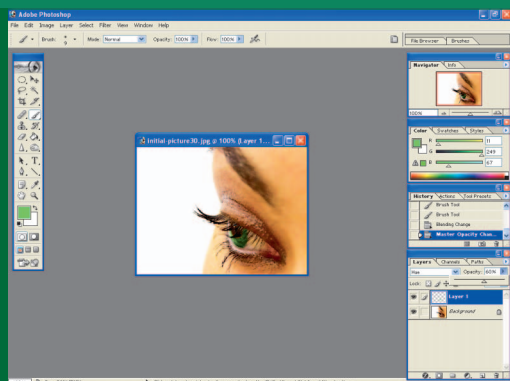 Adobe Photoshop
File Edit Image Layer Select Filter View Window Help
Brush: 9 Mode: Normal Opacity: 100% Flow: 100% File Browser Brushes
Navigator Info
100%
initial-picture30.jpg @ 100% (Layer 1...
Color Swatches Styles
R
G 249
B 67
History Actions Tool Presets
Brush Tool
Brush Tool
Blending Change
Master Opacity Chan...
Layers Channels Paths
Opacity: 60%
Lock:
Layer 1
Background